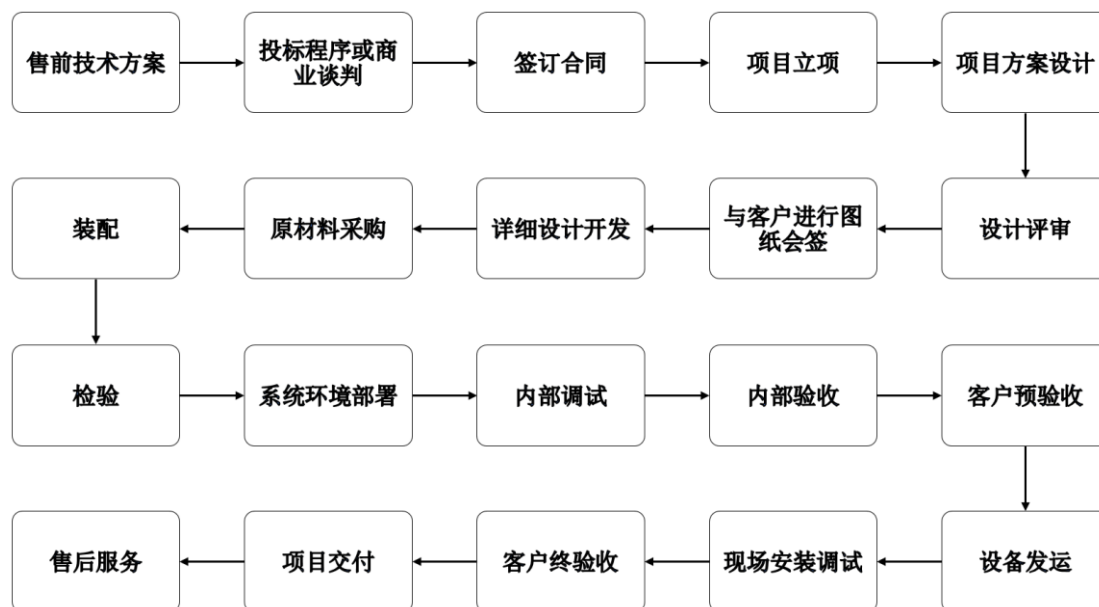 售前技术方案
投标程序或商
业谈判
签订合同
项目立项
项目方案设计
装配
原材料采购
详细设计开发
与客户进行图
纸会签
设计评审
检验
系统环境部署
内部调试
内部验收
客户预验收
售后服务
项目交付
客户终验收
现场安装调试
设备发运